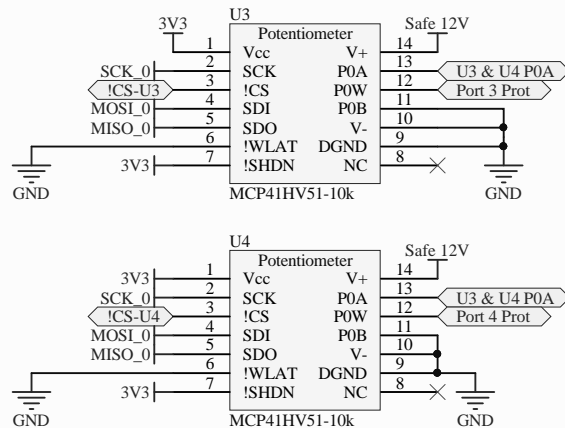 U3
3V3 Potentiometer Safe 12V
1 Vcc V+ 14
SCK_0 2 SCK P0A 13 U3 & U4 P0A
!CS-U3 3 !CS P0W 12 Port 3 Prot
MOSI_0 4 SDI P0B 11
MISO_0 5 SDO V- 10
6 !WLAT DGND 9
3V3 7 !SHDN NC 8
GND MCP41HV51-10k GND
U4
Potentiometer Safe 12V
3V3 1 Vcc V+ 14
SCK_0 2 SCK P0A 13 U3 & U4 P0A
!CS-U4 3 !CS P0W 12 Port 4 Prot
MOSI_0 4 SDI P0B 11
MISO_0 5 SDO V- 10
6 !WLAT DGND 9
3V3 7 !SHDN NC 8
GND MCP41HV51-10k GND